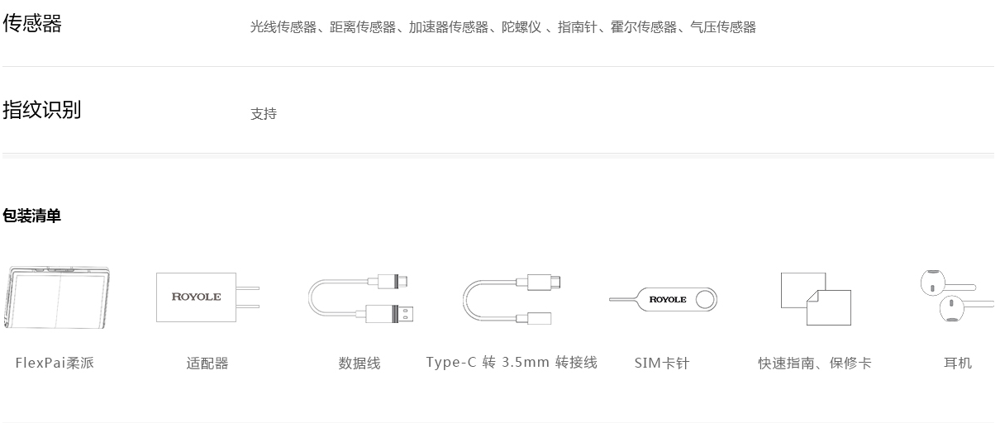 传感器
光线传感器、距离传感器、加速器传感器、陀螺仪 、指南针、霍尔传感器、气压传感器
指纹识别
支持
包装清单
ROYOLE
ROYOLE
FlexPai柔派
适配器
数据线
Type-C 转 3.5mm 转接线
SIM卡针
快速指南、保修卡
耳机